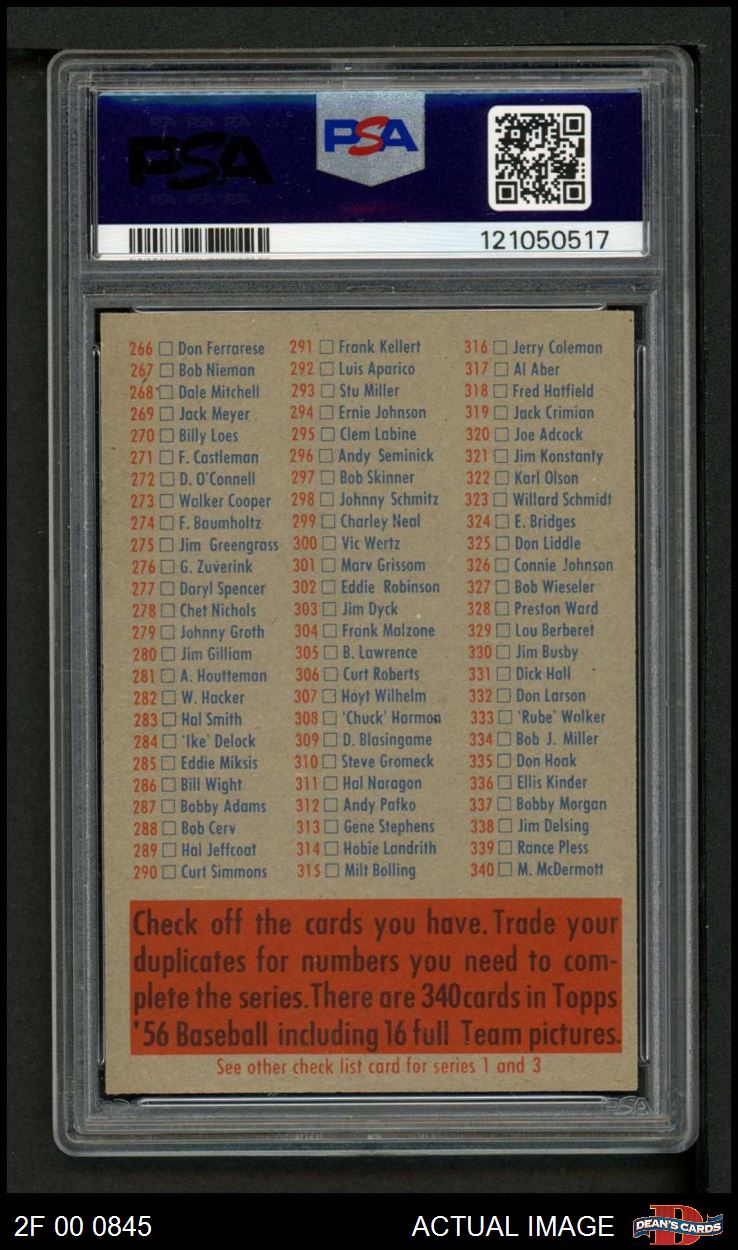 PSA
PSA
121050517
266 Don Ferrarese
267 Bob Nieman
268 Dale Mitchell
269 Jack Meyer
270 Billy Loes
271 F. Castleman
272 D. O'Connell
273 Walker Cooper
274 F. Baumholtz
275 Jim Greengrass
276 G. Zuverink
277 Daryl Spencer
278 Chet Nichols
279 Johnny Groth
280 Jim Gilliam
281 A. Houtteman
282 W. Hacker
283 Hal Smith
284 'Ike' Delock
285 Eddie Miksis
286 Bill Wight
287 Bobby Adams
288 Bob Cerv
289 Hal Jeffcoat
290 Curt Simmons
291 Frank Kellert
292 Luis Aparico
293 Stu Miller
294 Ernie Johnson
295 Clem Labine
296 Andy Seminick
297 Bob Skinner
298 Johnny Schmitz
299 Charley Neal
300 Vic Wertz
301 Marv Grissom
302 Eddie Robinson
303 Jim Dyck
304 Frank Malzone
305 B. Lawrence
306 Curt Roberts
307 Hoyt Wilhelm
308 'Chuck' Harmon
309 D. Blasingame
310 Steve Gromeck
311 Hal Naragon
312 Andy Pafko
313 Gene Stephens
314 Hobie Landrith
315 Milt Bolling
316 Jerry Coleman
317 Al Aber
318 Fred Hatfield
319 Jack Crimian
320 Joe Adcock
321 Jim Konstanty
322 Karl Olson
323 Willard Schmidt
324 E. Bridges
325 Don Liddle
326 Connie Johnson
327 Bob Wieseler
328 Preston Ward
329 Lou Berberet
330 Jim Busby
331 Dick Hall
332 Don Larson
333 'Rube' Walker
334 Bob J. Miller
335 Don Hoak
336 Ellis Kinder
337 Bobby Morgan
338 Jim Delsing
339 Rance Pless
340 M. McDermott
Check off the cards you have. Trade your
duplicates for numbers you need to com-
plete the series. There are 340 cards in Topps
'56 Baseball including 16 full Team pictures.
See other check list card for series 1 and 3
PSA
2F 00 0845
ACTUAL IMAGE
DEAN'S CARDS